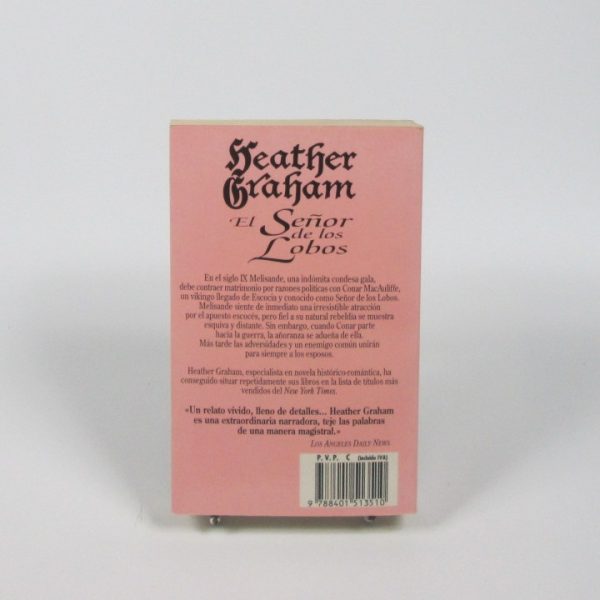 Heather
Graham
El Señor
de los
Lobos
En el siglo IX Melisande, una indómita condesa gala,
debe contraer matrimonio por razones políticas con Conar MacAuliffe,
un vikingo llegado de Escocia y conocido como Señor de los Lobos.
Melisande siente de inmediato una irresistible atracción
por el apuesto escocés, pero fiel a su natural rebeldía se muestra
esquiva y distante. Sin embargo, cuando Conar parte
hacia la guerra, la añoranza se adueña de ella.
Más tarde las adversidades y un enemigo común unirán
para siempre a los esposos.
Heather Graham, especialista en novela histórico-romántica, ha
conseguido situar repetidamente sus libros en la lista de títulos más
vendidos del New York Times.
«Un relato vívido, lleno de detalles... Heather Graham
es una extraordinaria narradora, teje las palabras
de una manera magistral.»
LOS ANGELES DAILY NEWS
P. V. P. C (Incluido IVA)
9 788401 513510